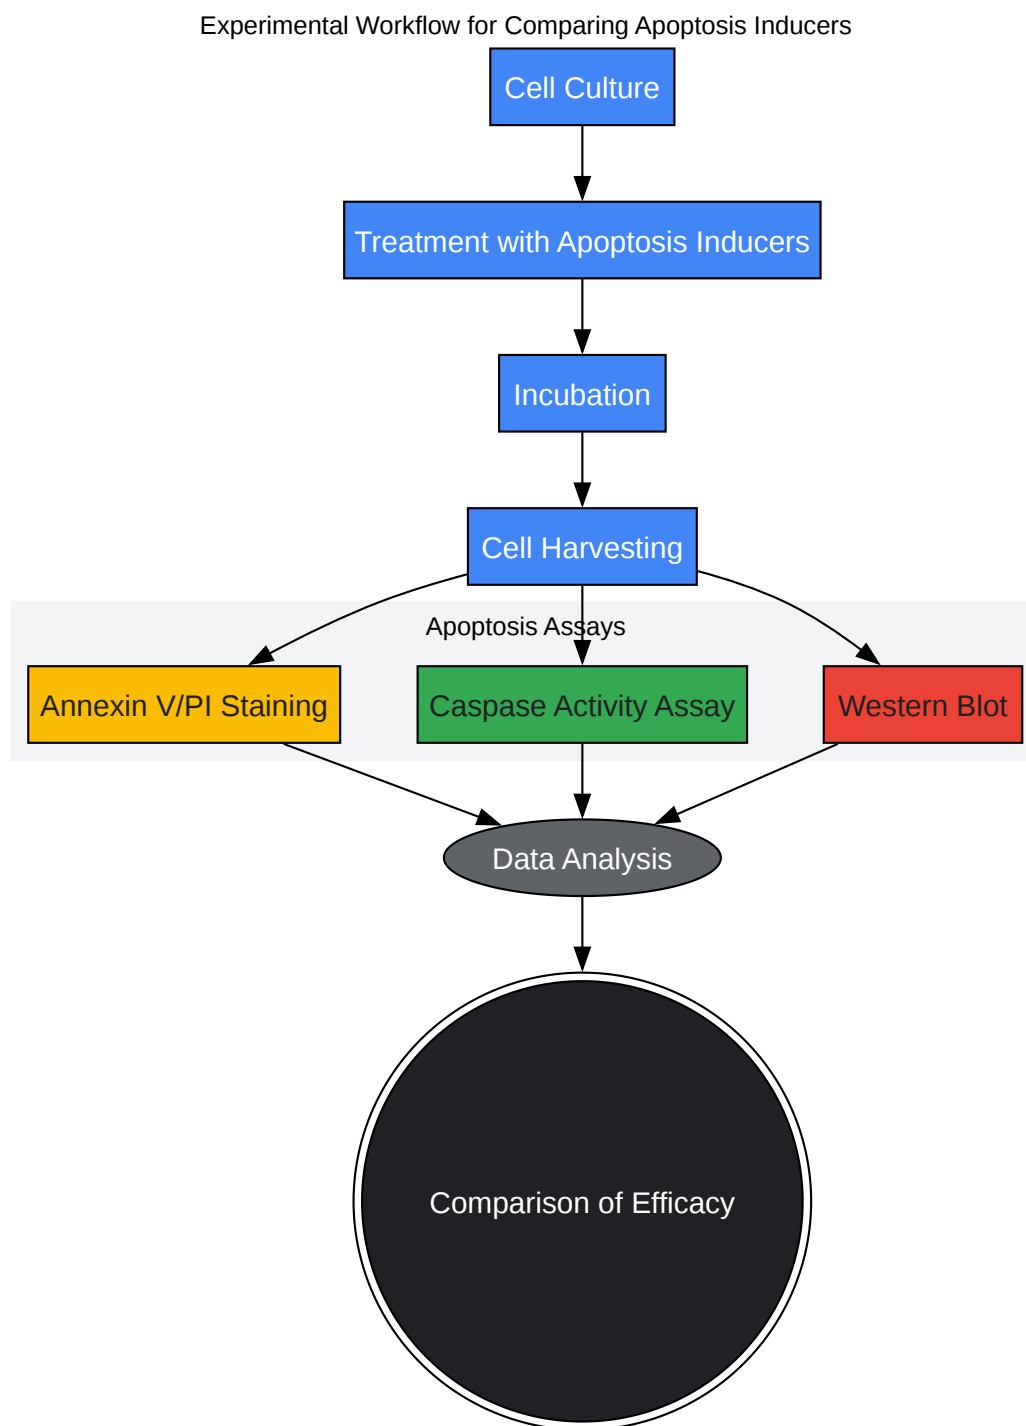 Experimental Workflow for Comparing Apoptosis Inducers
Cell Culture
Treatment with Apoptosis Inducers
Incubation
Cell Harvesting
Apoptosis Assays
Annexin V/PI Staining
Caspase Activity Assay
Western Blot
Data Analysis
Comparison of Efficacy